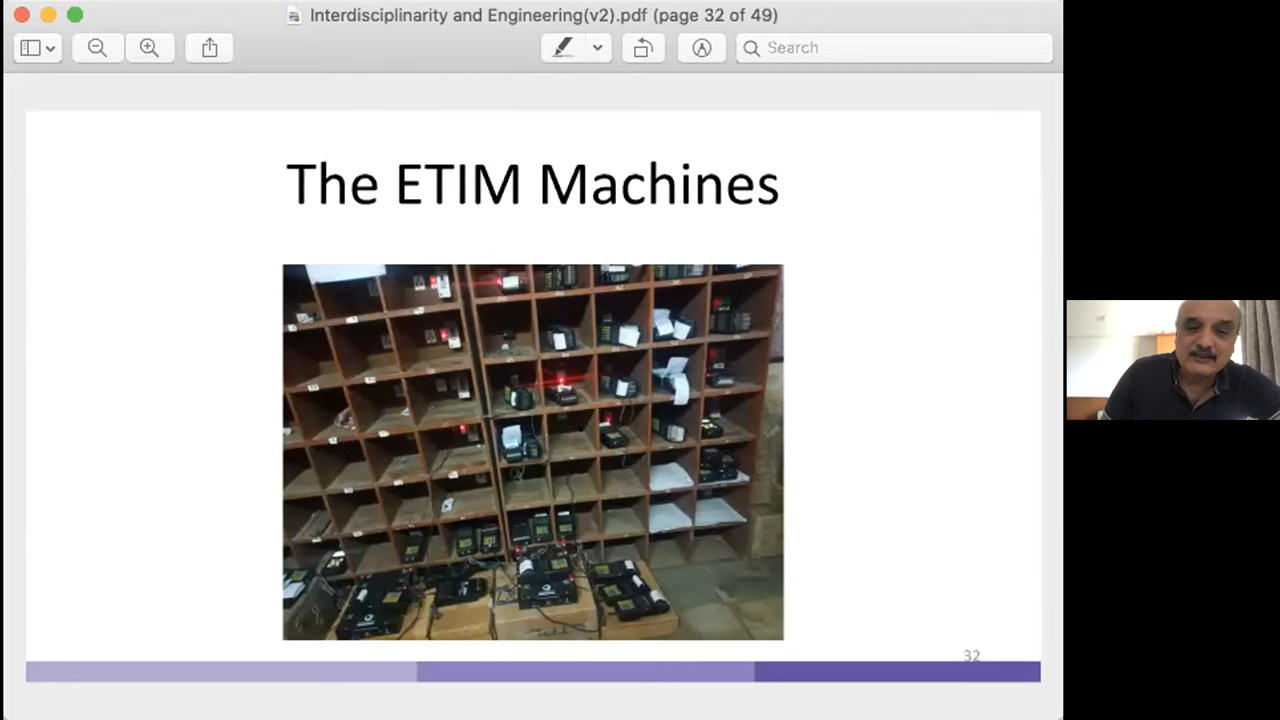 Interdisciplinarity and Engineering(v2).pdf (page 32 of 49)
Search
The ETIM Machines
32